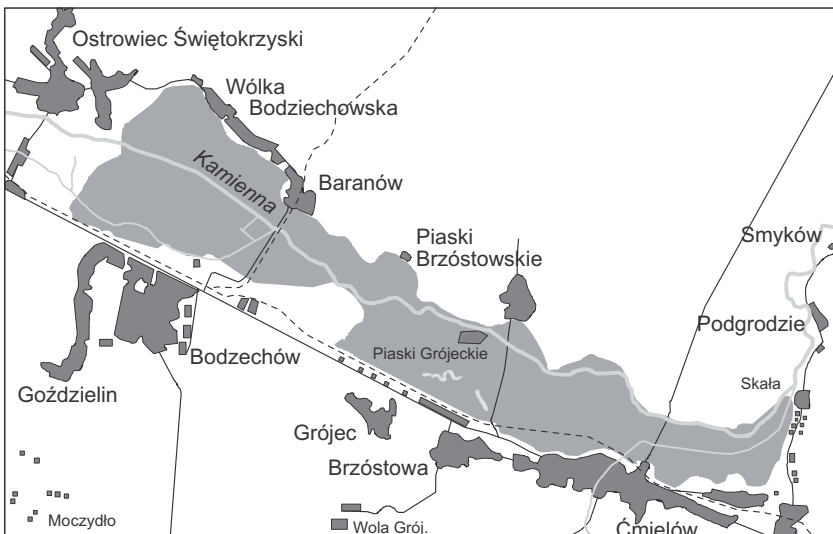 Ostrowiec Świętokrzyski
Wólka
Bodziechowska
Kamienna
Baranów
Piaski
Brzóstowskie
Smyków
Podgrodzie
Piaski Grójeckie
Bodzechów
Skała
Goździelin
Grójec
Brzóstowa
Moczydło
Wola Grój.
Ćmielów